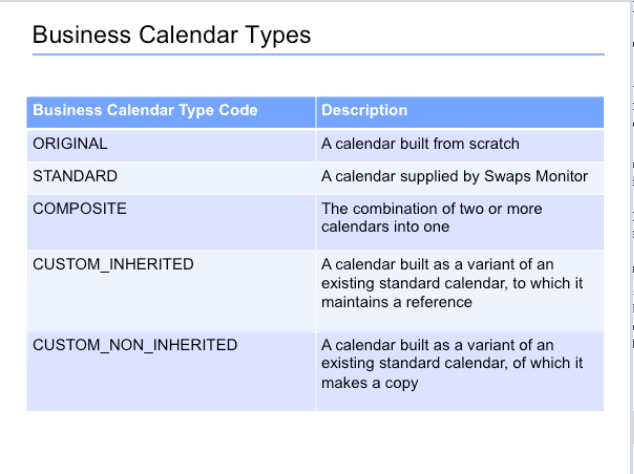 Business Calendar Types
Business Calendar Type Code
Description
ORIGINAL
A calendar built from scratch
STANDARD
A calendar supplied by Swaps Monitor
COMPOSITE
The combination of two or more
calendars into one
CUSTOM_INHERITED
A calendar built as a variant of an
existing standard calendar, to which it
maintains a reference
CUSTOM_NON_INHERITED
A calendar built as a variant of an
existing standard calendar, of which it
makes a copy